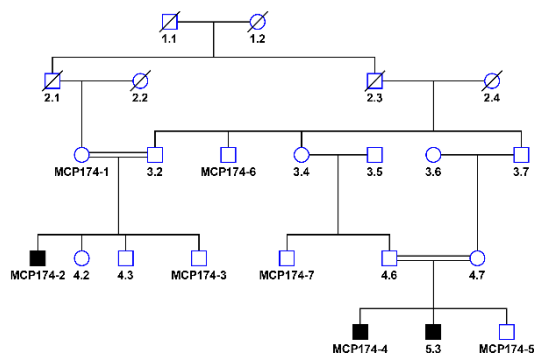 1.1 1.2
2.1 2.2 2.3 2.4
MCP174-1 3.2 MCP174-6 3.4 3.5 3.6 3.7
MCP174-2 4.2 4.3 MCP174-3 MCP174-7 4.6 4.7
MCP174-4 5.3 MCP174-5